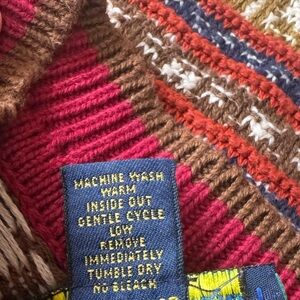 MACHINE WASH
WARM
INSIDE OUT
GENTLE CYCLE
LOW
REMOVE
IMMEDIATELY
TUMBLE DRY
NO BLEACH